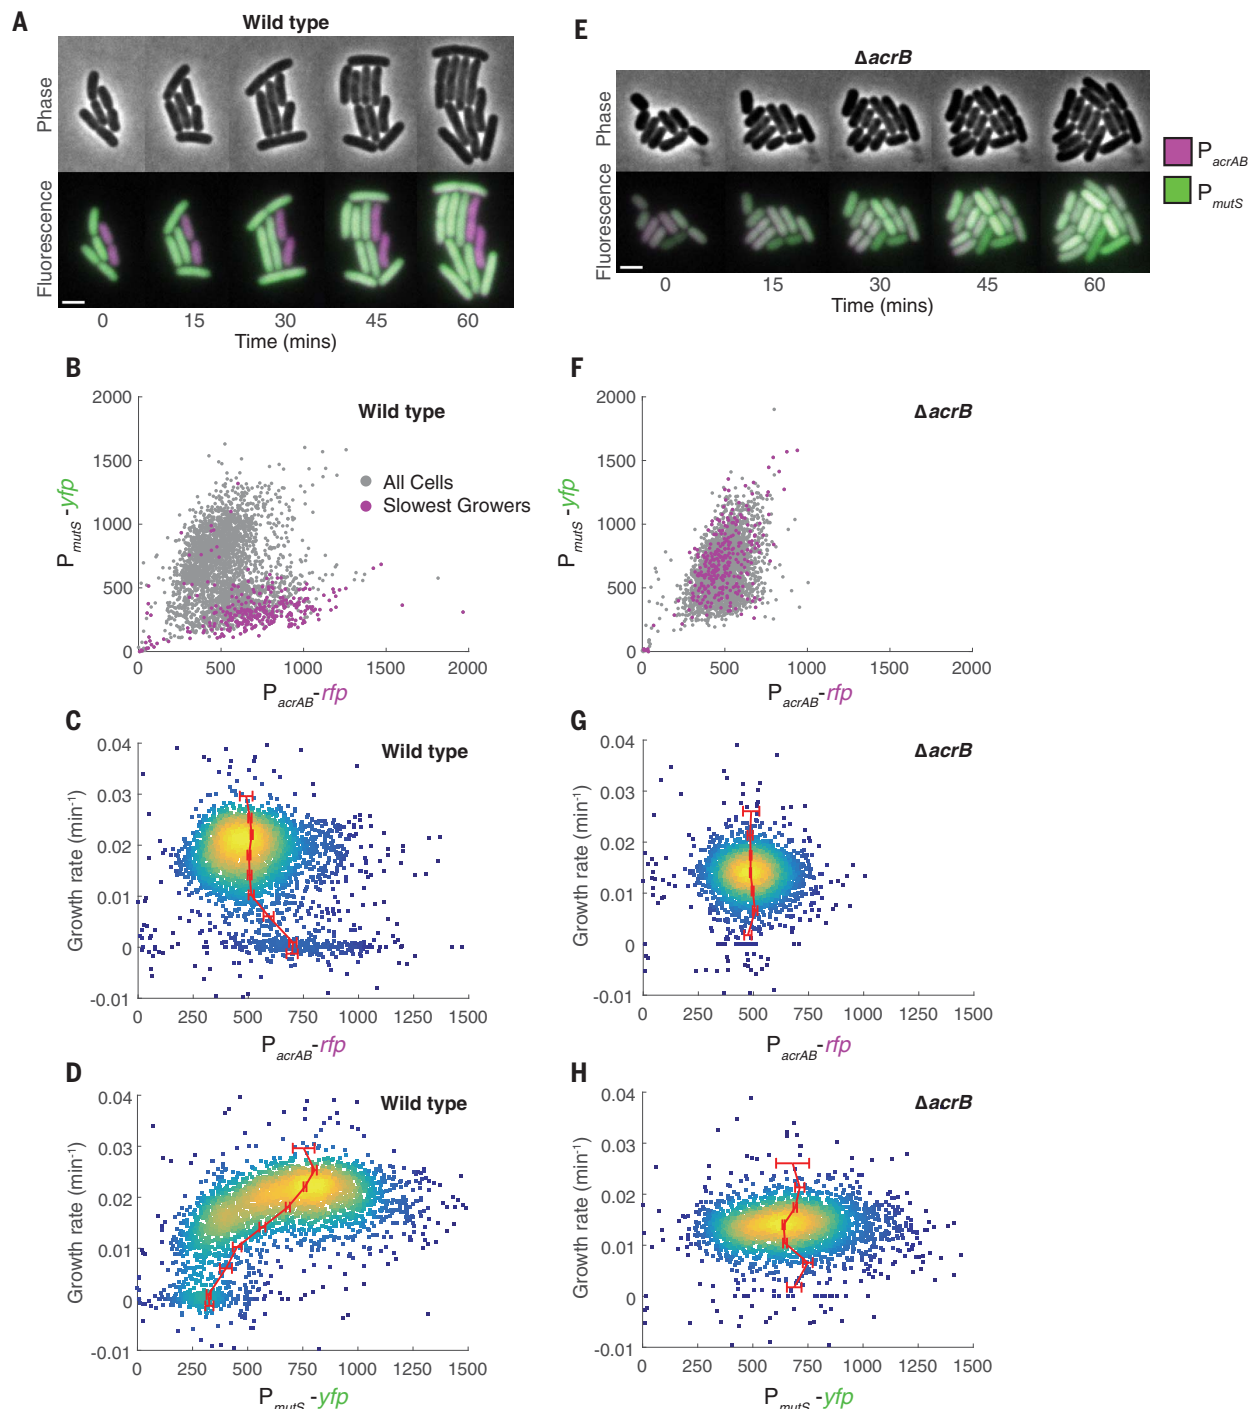 A
Wild type
Phase
Fluorescence
0 15 30 45 60
Time (mins)
E
ΔacrB
Phase
Fluorescence
0 15 30 45 60
Time (mins)
PacrAB
PmutS
B
Wild type
All Cells
Slowest Growers
2000
1500
1000
500
0
PmutS-yfp
0 500 1000 1500 2000
PacrAB-rfp
F
ΔacrB
2000
1500
1000
500
0
PmutS-yfp
0 500 1000 1500 2000
PacrAB-rfp
C
Wild type
0.04
0.03
0.02
0.01
0
-0.01
Growth rate (min⁻¹)
0 250 500 750 1000 1250 1500
PacrAB-rfp
G
ΔacrB
0.04
0.03
0.02
0.01
0
-0.01
Growth rate (min⁻¹)
0 250 500 750 1000 1250 1500
PacrAB-rfp
D
Wild type
0.04
0.03
0.02
0.01
0
-0.01
Growth rate (min⁻¹)
0 250 500 750 1000 1250 1500
PmutS-yfp
H
ΔacrB
0.04
0.03
0.02
0.01
0
-0.01
Growth rate (min⁻¹)
0 250 500 750 1000 1250 1500
PmutS-yfp